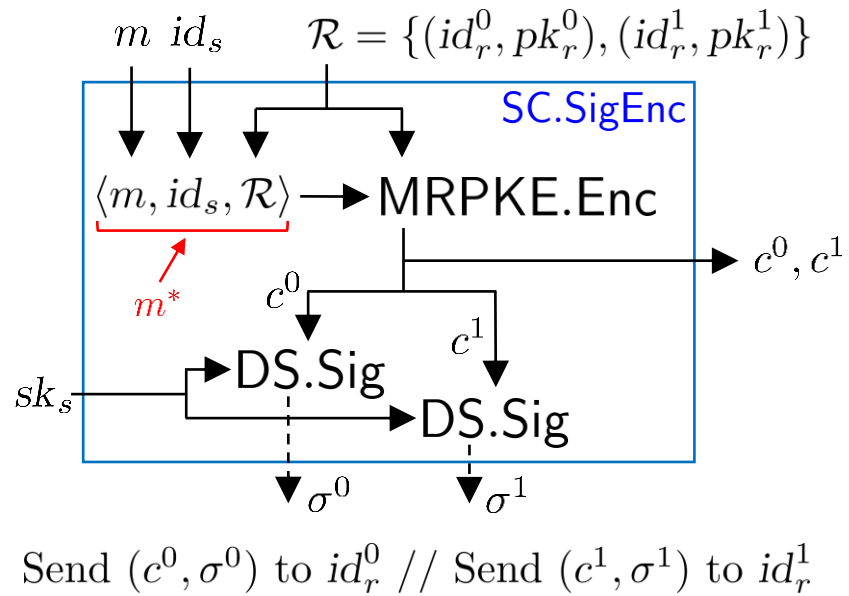 m id_s R = {(id_r^0, pk_r^0), (id_r^1, pk_r^1)}
SC.SigEnc
⟨m, id_s, R⟩ MRPKE.Enc
c^0, c^1
m*
c^0
c^1
DS.Sig
sk_s
DS.Sig
σ^0 σ^1
Send (c^0, σ^0) to id_r^0 // Send (c^1, σ^1) to id_r^1